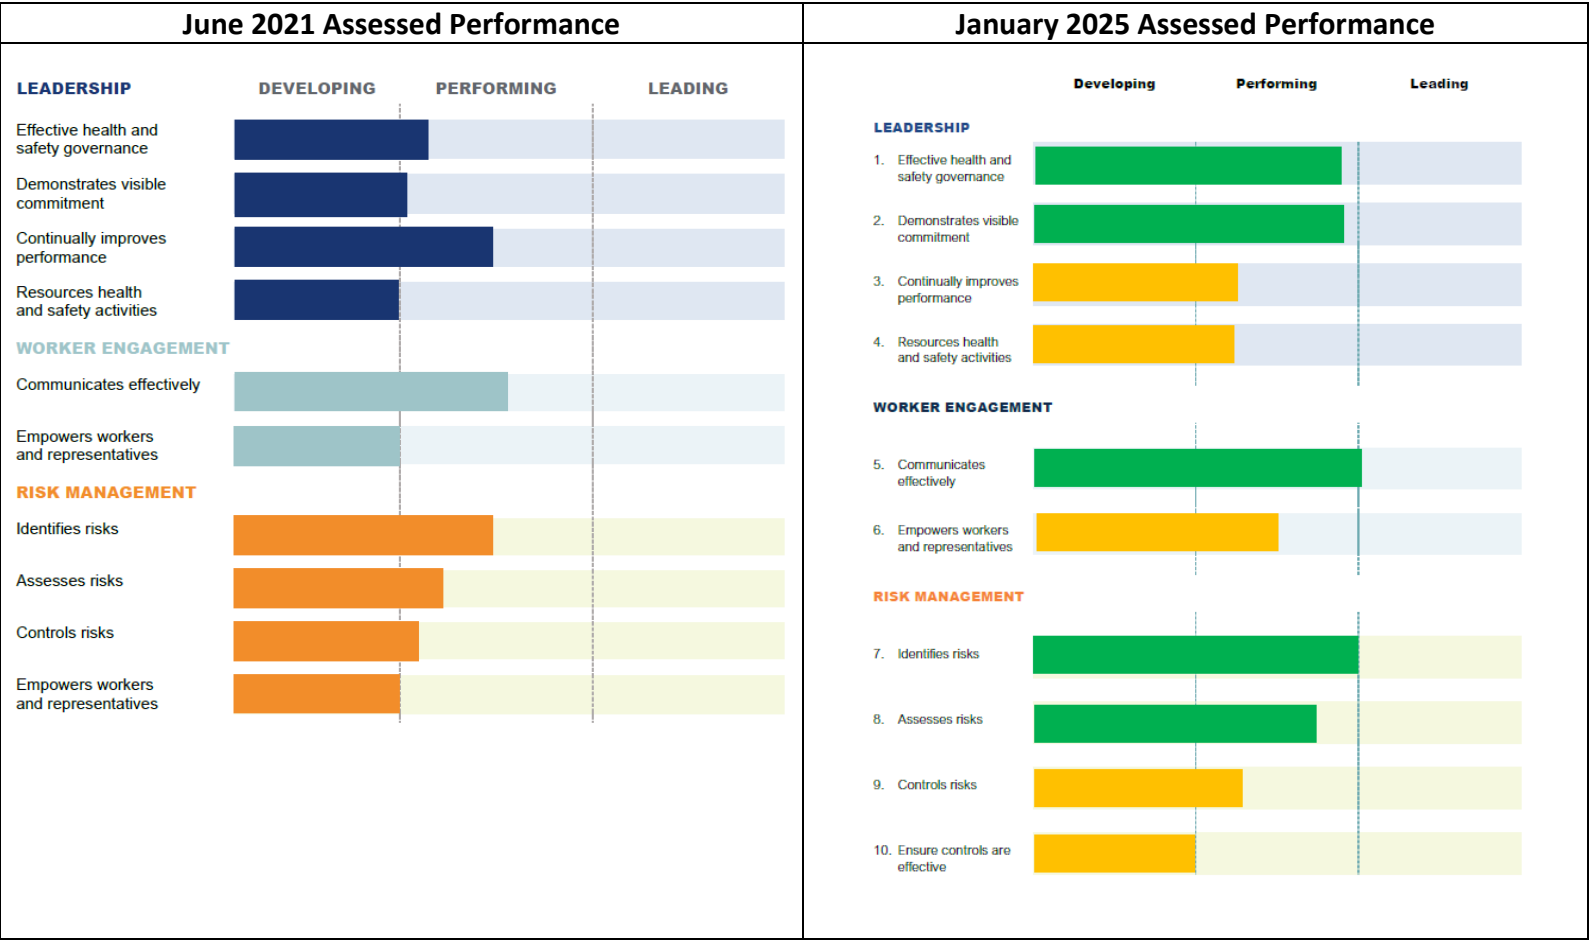 June 2021 Assessed Performance
LEADERSHIP DEVELOPING PERFORMING LEADING
Effective health and
safety governance
Demonstrates visible
commitment
Continually improves
performance
Resources health
and safety activities
WORKER ENGAGEMENT
Communicates effectively
Empowers workers
and representatives
RISK MANAGEMENT
Identifies risks
Assesses risks
Controls risks
Empowers workers
and representatives
January 2025 Assessed Performance
Developing Performing Leading
LEADERSHIP
1. Effective health and
safety governance
2. Demonstrates visible
commitment
3. Continually improves
performance
4. Resources health
and safety activities
WORKER ENGAGEMENT
5. Communicates
effectively
6. Empowers workers
and representatives
RISK MANAGEMENT
7. Identifies risks
8. Assesses risks
9. Controls risks
10. Ensure controls are
effective